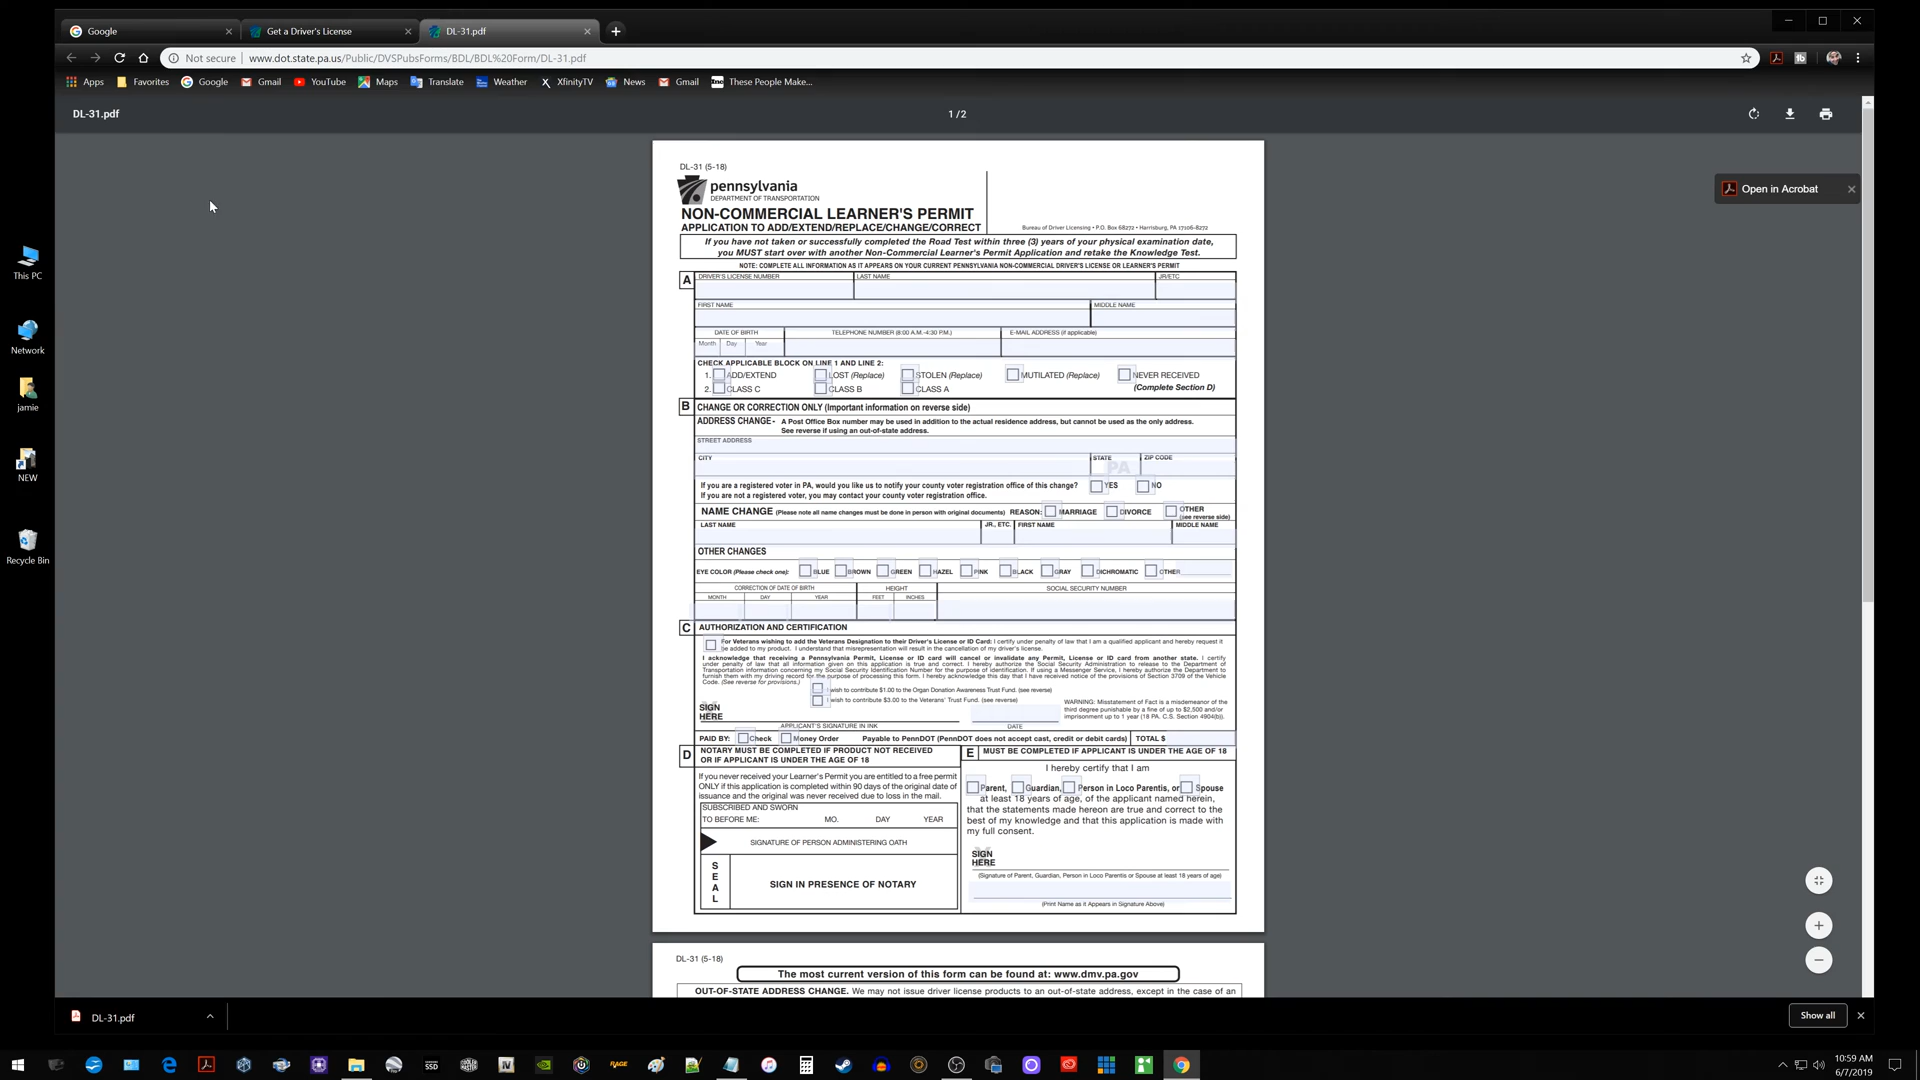 Google
Get a Driver's License
DL-31.pdf
Not secure www.dot.state.pa.us/Public/DVSPubsForms/BDL/BDL%20Form/DL-31.pdf
Apps Favorites Google Gmail YouTube Maps Translate Weather XfinityTV News Gmail Inc These People Make...
DL-31.pdf
1/2
Open in Acrobat
This PC
Network
jamie
NEW
Recycle Bin
DL-31 (5-18)
pennsylvania
DEPARTMENT OF TRANSPORTATION
NON-COMMERCIAL LEARNER'S PERMIT
APPLICATION TO ADD/EXTEND/REPLACE/CHANGE/CORRECT
Bureau of Driver Licensing • P.O. Box 68272 • Harrisburg, PA 17106-8272
If you have not taken or successfully completed the Road Test within three (3) years of your physical examination date,
you MUST start over with another Non-Commercial Learner's Permit Application and retake the Knowledge Test.
NOTE: COMPLETE ALL INFORMATION AS IT APPEARS ON YOUR CURRENT PENNSYLVANIA NON-COMMERCIAL DRIVER'S LICENSE OR LEARNER'S PERMIT
A DRIVER'S LICENSE NUMBER LAST NAME JR/ETC
FIRST NAME MIDDLE NAME
DATE OF BIRTH TELEPHONE NUMBER (8:00 A.M.-4:30 P.M.) E-MAIL ADDRESS (if applicable)
Month Day Year
CHECK APPLICABLE BLOCK ON LINE 1 AND LINE 2:
1. ADD/EXTEND LOST (Replace) STOLEN (Replace) MUTILATED (Replace) NEVER RECEIVED
2. CLASS C CLASS B CLASS A (Complete Section D)
B CHANGE OR CORRECTION ONLY (Important information on reverse side)
ADDRESS CHANGE - A Post Office Box number may be used in addition to the actual residence address, but cannot be used as the only address.
See reverse if using an out-of-state address.
STREET ADDRESS
CITY STATE PA ZIP CODE
If you are a registered voter in PA, would you like us to notify your county voter registration office of this change? YES NO
If you are not a registered voter, you may contact your county voter registration office.
NAME CHANGE (Please note all name changes must be done in person with original documents) REASON: MARRIAGE DIVORCE OTHER
(see reverse side)
LAST NAME JR., ETC. FIRST NAME MIDDLE NAME
OTHER CHANGES
EYE COLOR (Please check one): BLUE BROWN GREEN HAZEL PINK BLACK GRAY DICHROMATIC OTHER
CORRECTION OF DATE OF BIRTH HEIGHT SOCIAL SECURITY NUMBER
MONTH DAY YEAR FEET INCHES
C AUTHORIZATION AND CERTIFICATION
For Veterans wishing to add the Veterans Designation to their Driver's License or ID Card: I certify under penalty of law that I am a qualified applicant and hereby request it
be added to my product. I understand that misrepresentation will result in the cancellation of my driver's license.
I acknowledge that receiving a Pennsylvania Permit, License or ID card will cancel or invalidate any Permit, License or ID card from another state. I certify
under penalty of law that all information given on this application is true and correct. I hereby authorize the Social Security Administration to release to the Department of
Transportation information concerning my Social Security Identification Number for the purpose of identification. If using a Messenger Service, I hereby authorize the Department to
furnish them with my driving record for the purpose of processing this form. I hereby acknowledge this day that I have received notice of the provisions of Section 3709 of the Vehicle
Code. (See reverse for provisions.)
I wish to contribute $1.00 to the Organ Donation Awareness Trust Fund. (see reverse)
I wish to contribute $3.00 to the Veterans' Trust Fund. (see reverse)
WARNING: Misstatement of Fact is a misdemeanor of the
third degree punishable by a fine of up to $2,500 and/or
imprisonment up to 1 year (18 PA. C.S. Section 4904(b)).
X
SIGN
HERE
APPLICANT'S SIGNATURE IN INK DATE
PAID BY: Check Money Order Payable to PennDOT (PennDOT does not accept cast, credit or debit cards) TOTAL $
D NOTARY MUST BE COMPLETED IF PRODUCT NOT RECEIVED
OR IF APPLICANT IS UNDER THE AGE OF 18
If you never received your Learner's Permit you are entitled to a free permit
ONLY if this application is completed within 90 days of the original date of
issuance and the original was never received due to loss in the mail.
SUBSCRIBED AND SWORN
TO BEFORE ME: MO. DAY YEAR
SIGNATURE OF PERSON ADMINISTERING OATH
SEAL
SIGN IN PRESENCE OF NOTARY
E MUST BE COMPLETED IF APPLICANT IS UNDER THE AGE OF 18
I hereby certify that I am
Parent, Guardian, Person in Loco Parentis, or Spouse
at least 18 years of age, of the applicant named herein,
that the statements made hereon are true and correct to the
best of my knowledge and that this application is made with
my full consent.
X
SIGN
HERE
(Signature of Parent, Guardian, Person in Loco Parentis or Spouse at least 18 years of age)
(Print Name as it Appears in Signature Above)
DL-31 (5-18)
The most current version of this form can be found at: www.dmv.pa.gov
OUT-OF-STATE ADDRESS CHANGE. We may not issue driver license products to an out-of-state address, except in the case of an
DL-31.pdf
Show all
SSD
RAGE
10:59 AM
6/7/2019